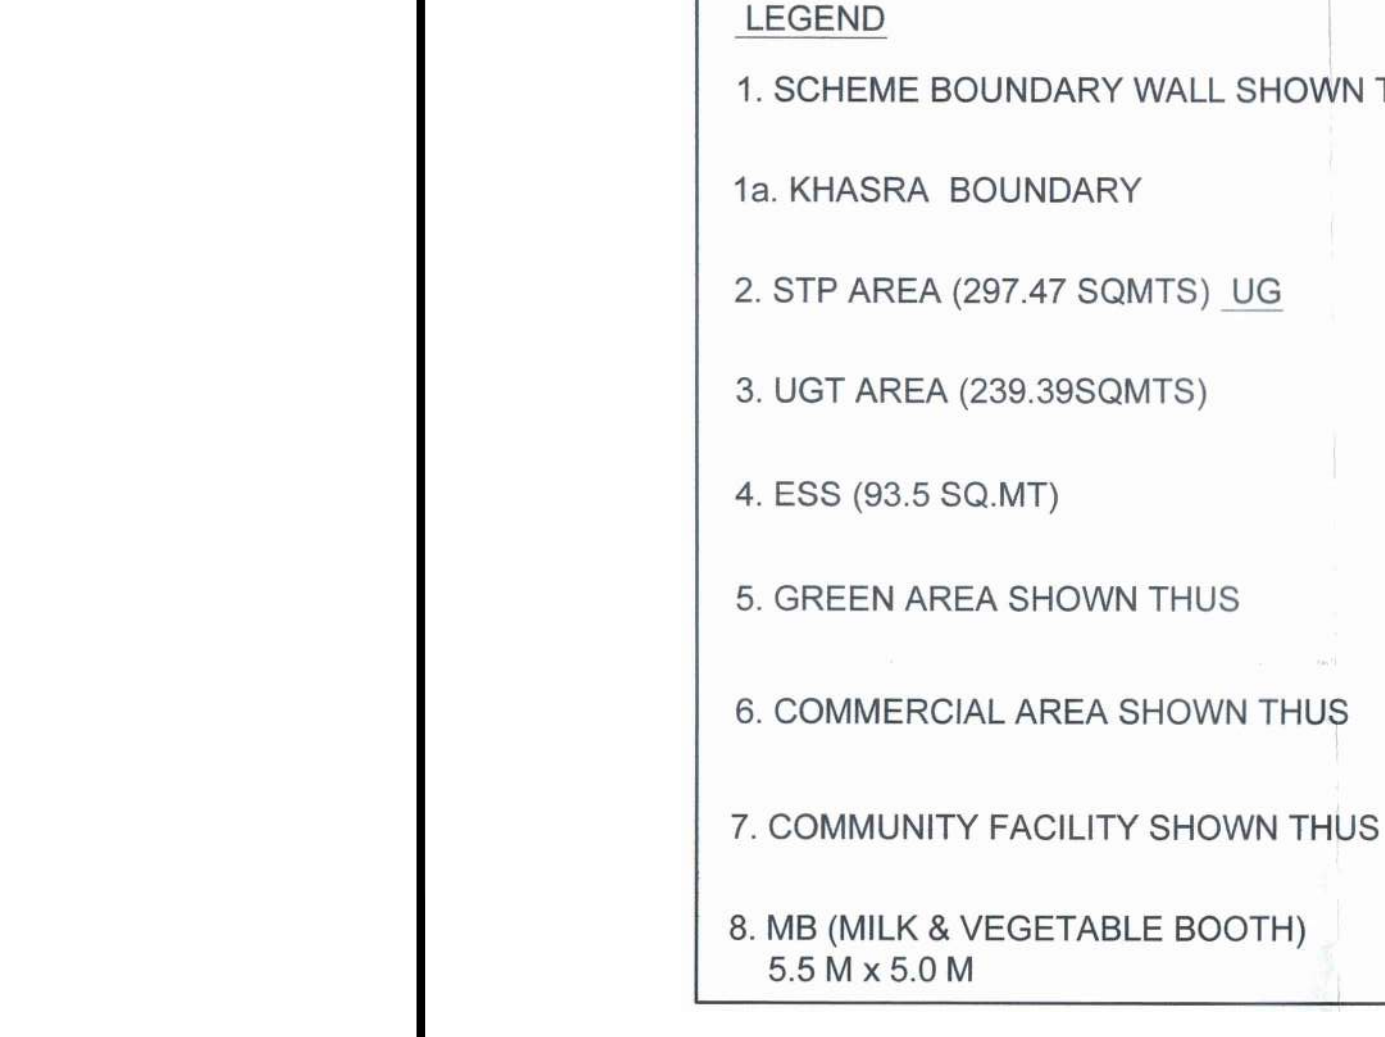 LEGEND
1. SCHEME BOUNDARY WALL SHOWN
1a. KHASRA BOUNDARY
2. STP AREA (297.47 SQMTS) UG
3. UGT AREA (239.39SQMTS)
4. ESS (93.5 SQ.MT)
5. GREEN AREA SHOWN THUS
6. COMMERCIAL AREA SHOWN THUS
7. COMMUNITY FACILITY SHOWN THUS
8. MB (MILK & VEGETABLE BOOTH)
5.5 M x 5.0 M